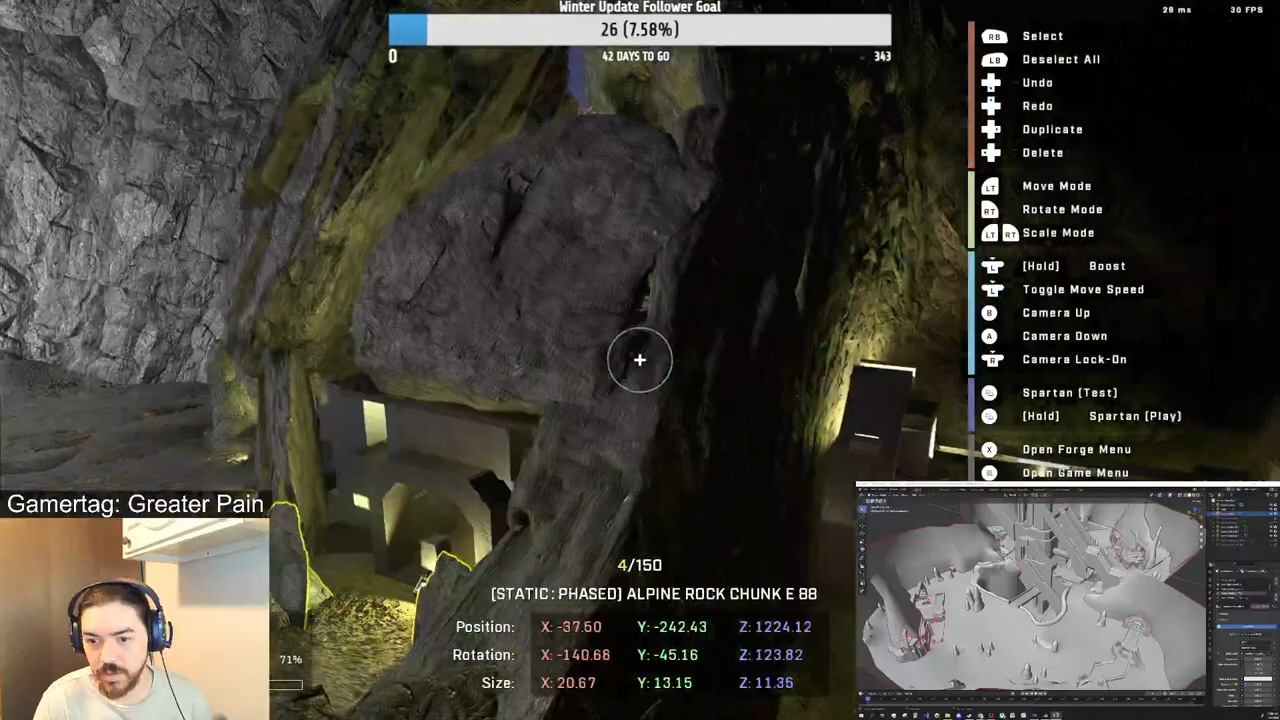 Winter Update Follower Goal
26 (7.58%)
0
42 DAYS TO GO
343
28 ms
30 FPS
RB Select
LB Deselect All
Undo
Redo
Duplicate
Delete
LT Move Mode
RT Rotate Mode
LT RT Scale Mode
L [Hold] Boost
L Toggle Move Speed
B Camera Up
A Camera Down
R Camera Lock-On
Spartan (Test)
[Hold] Spartan (Play)
X Open Forge Menu
Open Game Menu
Gamertag: Greater Pain
71%
4/150
[STATIC:PHASED] ALPINE ROCK CHUNK E 88
Position: X: -37.50 Y: -242.43 Z: 1224.12
Rotation: X: -140.68 Y: -45.16 Z: 123.82
Size: X: 20.67 Y: 13.15 Z: 11.35